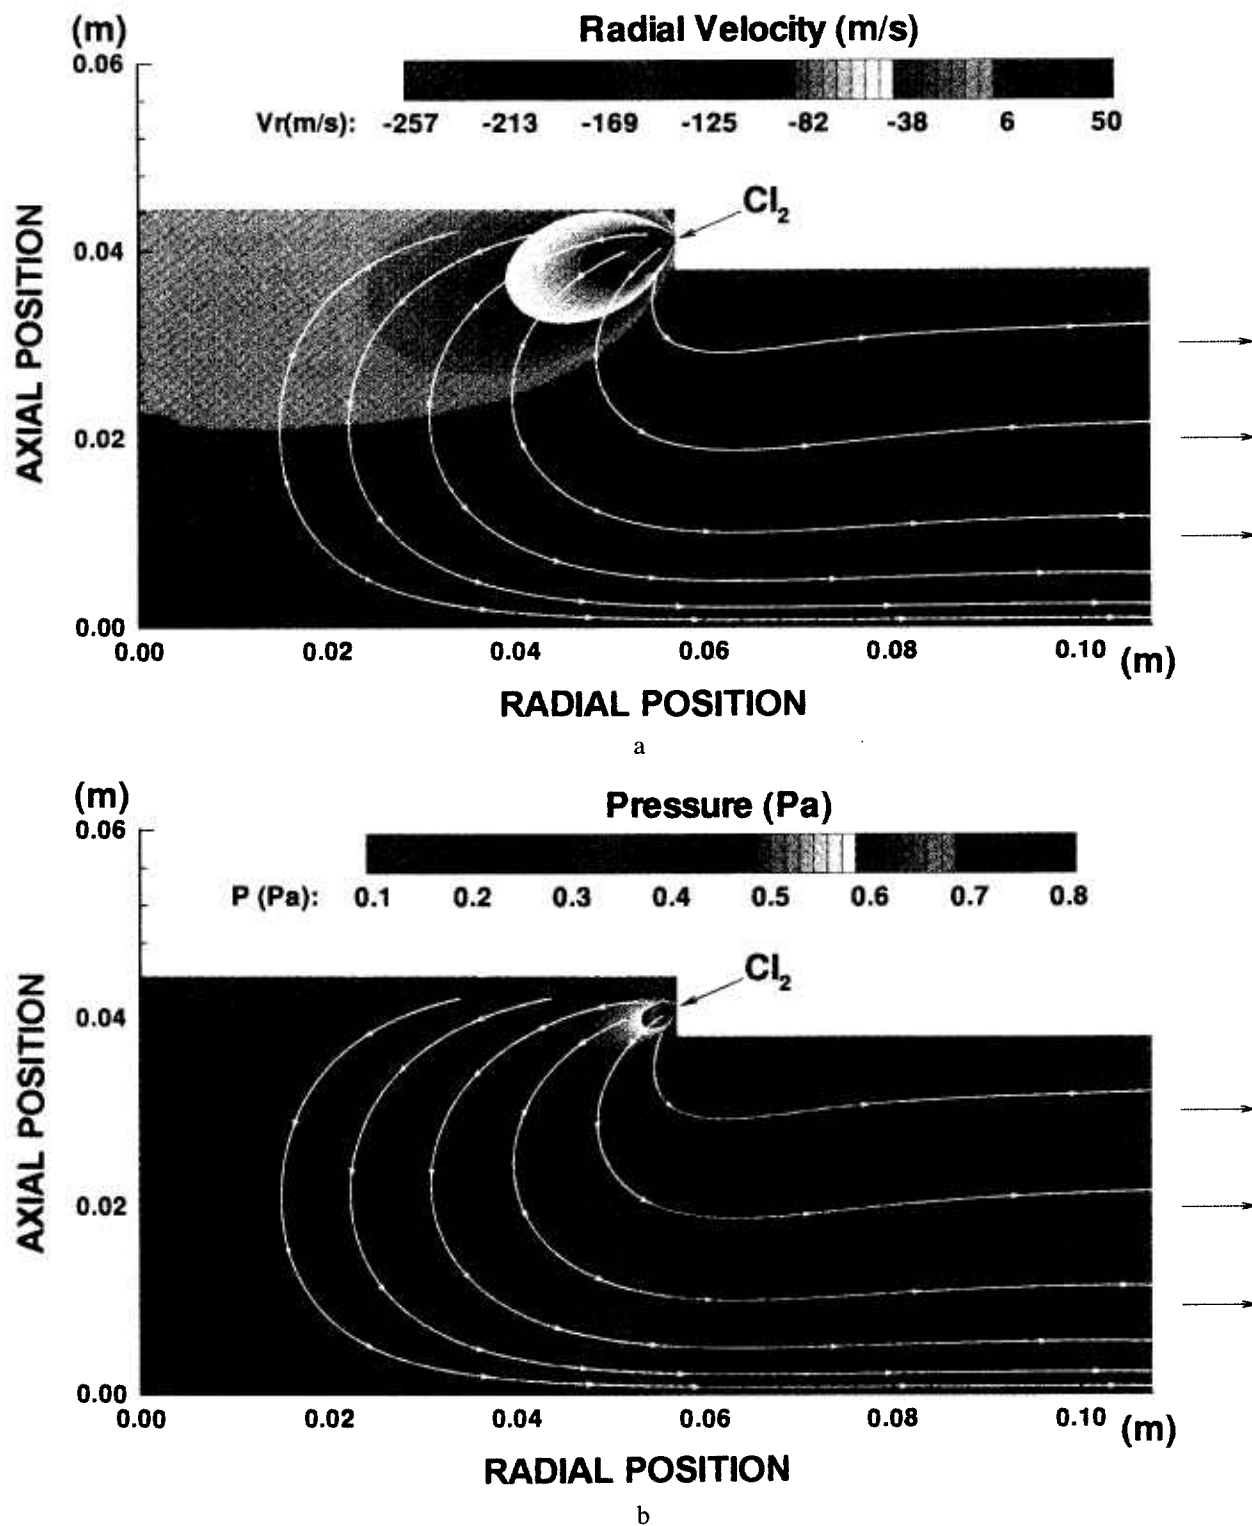 (m)
Radial Velocity (m/s)
0.06
Vr(m/s): -257 -213 -169 -125 -82 -38 6 50
Cl₂
0.04
AXIAL POSITION
0.02
0.00
0.00 0.02 0.04 0.06 0.08 0.10 (m)
RADIAL POSITION
a
(m)
Pressure (Pa)
0.06
P (Pa): 0.1 0.2 0.3 0.4 0.5 0.6 0.7 0.8
Cl₂
0.04
AXIAL POSITION
0.02
0.00
0.00 0.02 0.04 0.06 0.08 0.10 (m)
RADIAL POSITION
b